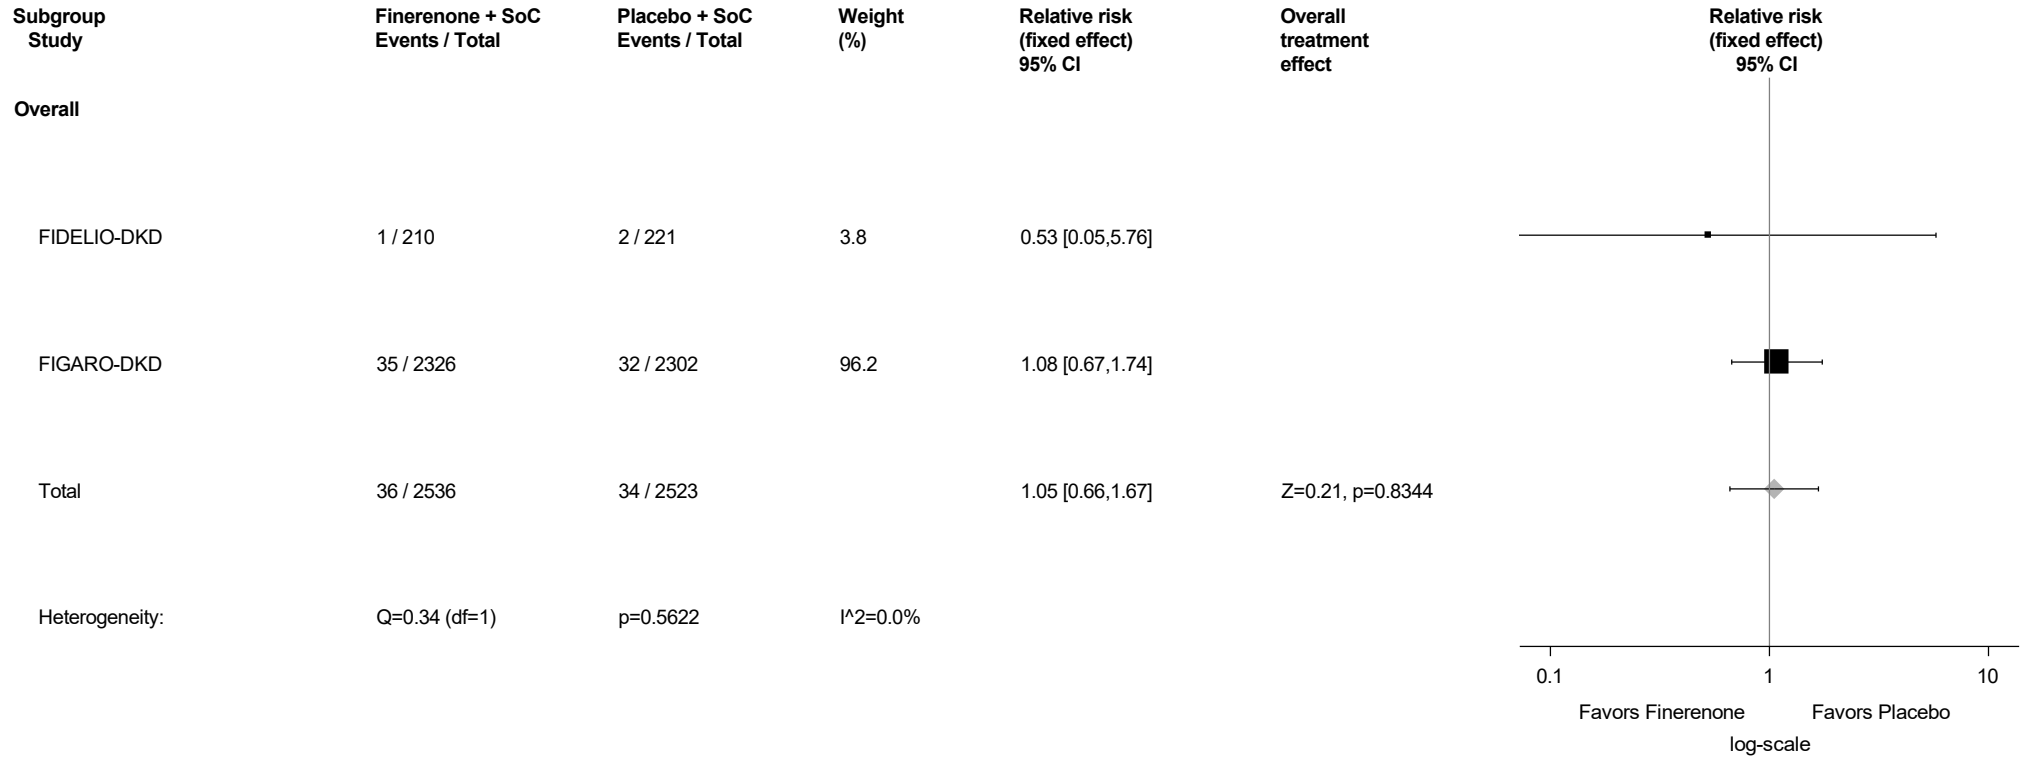 Subgroup Finerenone + SoC Placebo + SoC Weight Relative risk Overall Relative risk
Study Events / Total Events / Total (%) (fixed effect) treatment (fixed effect)
95% CI effect 95% CI
Overall
FIDELIO-DKD 1 / 210 2 / 221 3.8 0.53 [0.05,5.76]
FIGARO-DKD 35 / 2326 32 / 2302 96.2 1.08 [0.67,1.74]
Total 36 / 2536 34 / 2523 1.05 [0.66,1.67] Z=0.21, p=0.8344
Heterogeneity: Q=0.34 (df=1) p=0.5622 I^2=0.0%
0.1 1 10
Favors Finerenone Favors Placebo
log-scale